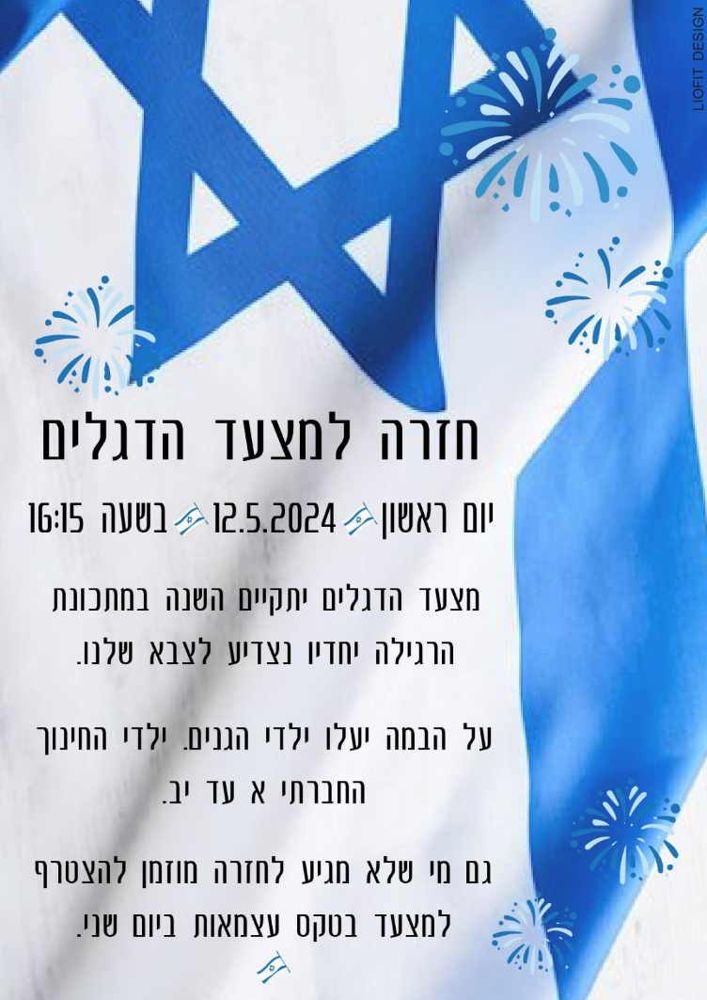 LIOFIT DESIGN
חזרה למצעד הדגלים
יום ראשון 12.5.2024 בשעה 16:15
מצעד הדגלים יתקיים השנה במתכונת
הרגילה יחדיו נצדיע לצבא שלנו.
על הבמה יעלו ילדי הגנים. ילדי החינוך
החברתי א עד יב.
גם מי שלא מגיע לחזרה מוזמן להצטרף
למצעד בטקס עצמאות ביום שני.